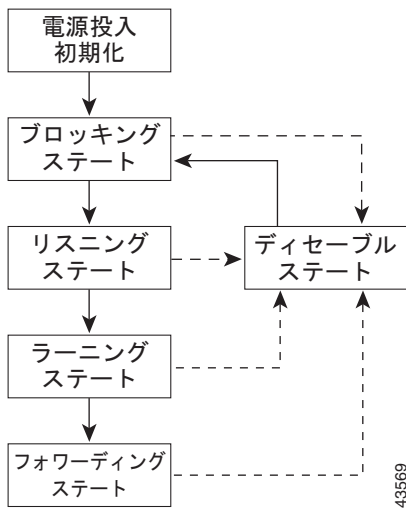 電源投入
初期化
ブロッキング
ステート
リスニング
ステート
ディセーブル
ステート
ラーニング
ステート
フォワーディング
ステート
43569